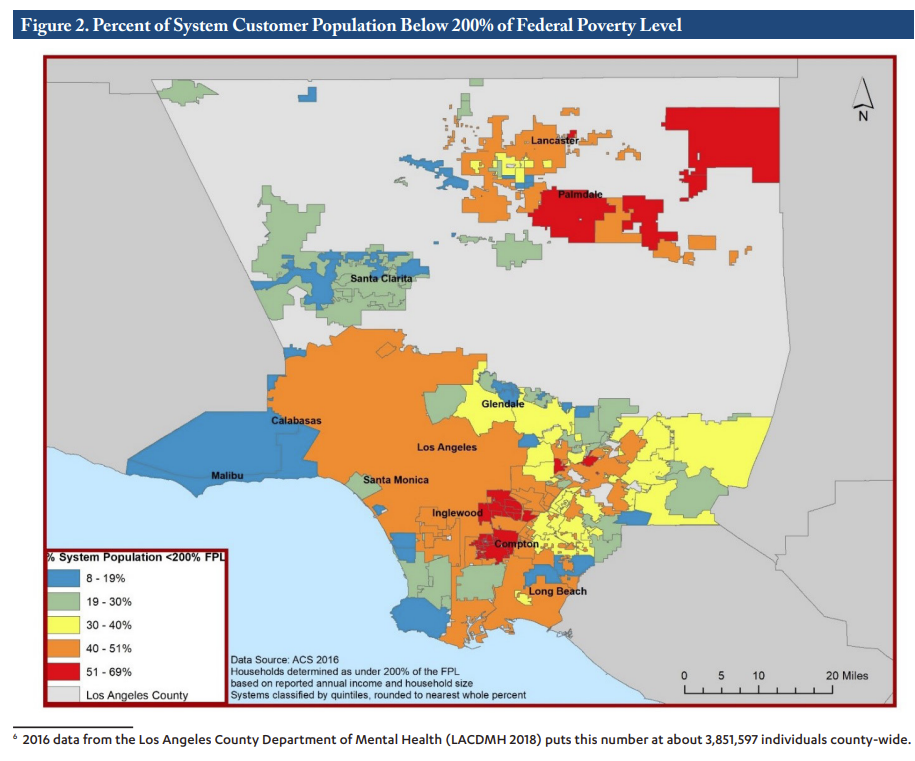 Figure 2. Percent of System Customer Population Below 200% of Federal Poverty Level
N
Lancaster
Palmdale
Santa Clarita
Glendale
Calabasas
Los Angeles
Malibu
Santa Monica
Inglewood
Compton
Long Beach
% System Population <200% FPL
8 - 19%
19 - 30%
30 - 40%
40 - 51%
51 - 69%
Los Angeles County
Data Source: ACS 2016
Households determined as under 200% of the FPL
based on reported annual income and household size
Systems classified by quintiles, rounded to nearest whole percent
0 5 10 20 Miles
6 2016 data from the Los Angeles County Department of Mental Health (LACDMH 2018) puts this number at about 3,851,597 individuals county-wide.